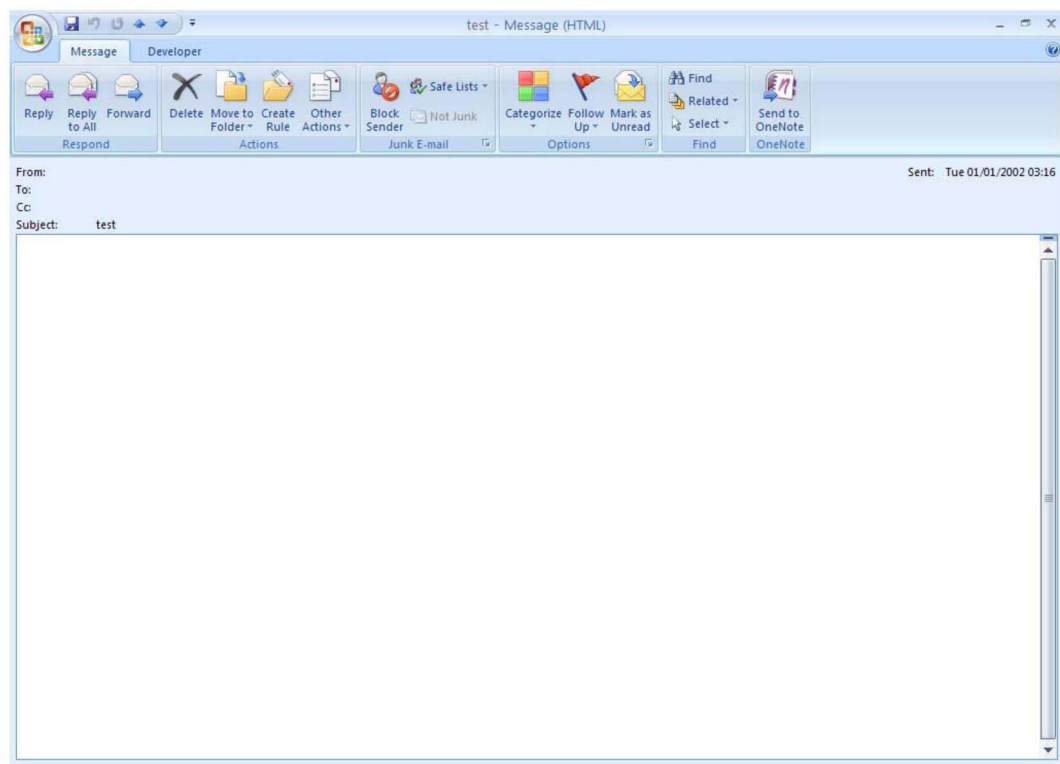 test - Message (HTML)
Message Developer
Reply Reply to All Forward
Delete Move to Folder Create Rule Other Actions
Block Sender Safe Lists Not Junk
Categorize Follow Up Mark as Unread
Find Related Select
Send to OneNote
Respond Actions Junk E-mail Options Find OneNote
From: Sent: Tue 01/01/2002 03:16
To:
Cc:
Subject: test